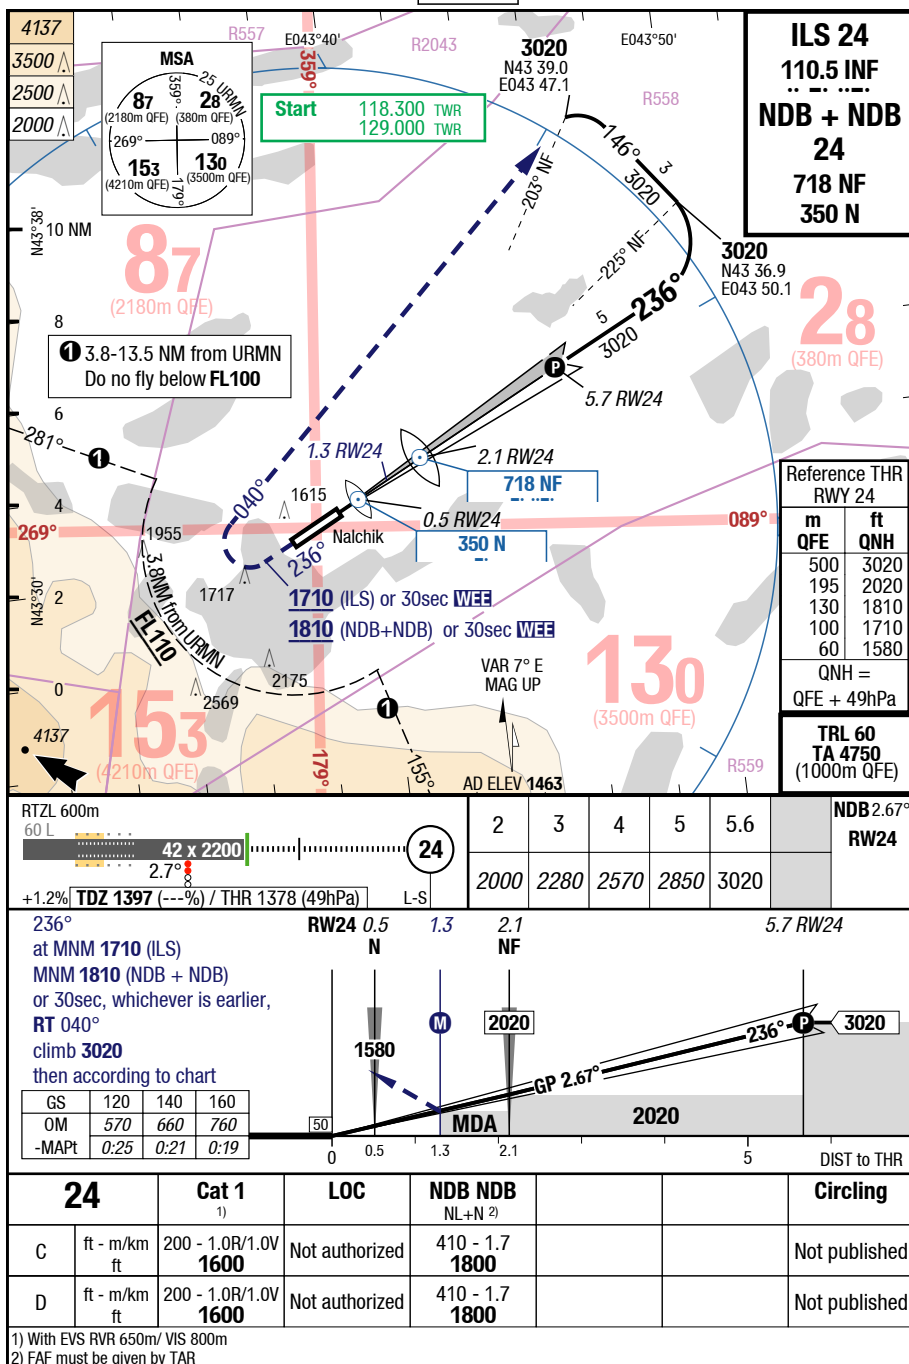 4137
3500
2500
2000
MSA
25 URMN
359°
87
(2180m QFE)
28
(380m QFE)
269°
089°
153
(4210m QFE)
130
(3500m QFE)
179°
R557
E043°40'
R2043
359°
3020
N43 39.0
E043 47.1
E043°50'
R558
Start 118.300 TWR
129.000 TWR
ILS 24
110.5 INF
NDB + NDB
24
718 NF
350 N
146°
3
3020
203° NF
225° NF
3020
N43 36.9
E043 50.1
N43°38'
10 NM
87
(2180m QFE)
28
(380m QFE)
236°
5
3020
8
1 3.8-13.5 NM from URMN
Do no fly below FL100
P
5.7 RW24
6
281°
1
1.3 RW24
2.1 RW24
718 NF
040°
1615
0.5 RW24
350 N
4
269°
089°
1955
Nalchik
236°
3.8NM from URMN
FL110
1717
N43°30'
2
1710 (ILS) or 30sec WEE
1810 (NDB+NDB) or 30sec WEE
2175
2569
0
VAR 7° E
MAG UP
130
(3500m QFE)
1
153
(4210m QFE)
4137
179°
155°
AD ELEV 1463
R559
Reference THR
RWY 24
m ft
QFE QNH
500 3020
195 2020
130 1810
100 1710
60 1580
QNH =
QFE + 49hPa
TRL 60
TA 4750
(1000m QFE)
RTZL 600m
60 L
42 x 2200
24
2.7°
+1.2% TDZ 1397 (---%) / THR 1378 (49hPa) L-S
2 3 4 5 5.6 NDB 2.67°
RW24
2000 2280 2570 2850 3020
236°
at MNM 1710 (ILS)
MNM 1810 (NDB + NDB)
or 30sec, whichever is earlier,
RT 040°
climb 3020
then according to chart
GS 120 140 160
OM 570 660 760
-MAPt 0:25 0:21 0:19
RW24 0.5 1.3 2.1 5.7 RW24
N NF
M 2020 236° P 3020
1580
GP 2.67°
50 MDA 2020
0 0.5 1.3 2.1 5 DIST to THR
24 Cat 1 LOC NDB NDB Circling
1) NL+N 2)
C ft - m/km 200 - 1.0R/1.0V Not authorized 410 - 1.7 Not published
ft 1600 1800
D ft - m/km 200 - 1.0R/1.0V Not authorized 410 - 1.7 Not published
ft 1600 1800
1) With EVS RVR 650m/ VIS 800m
2) FAF must be given by TAR